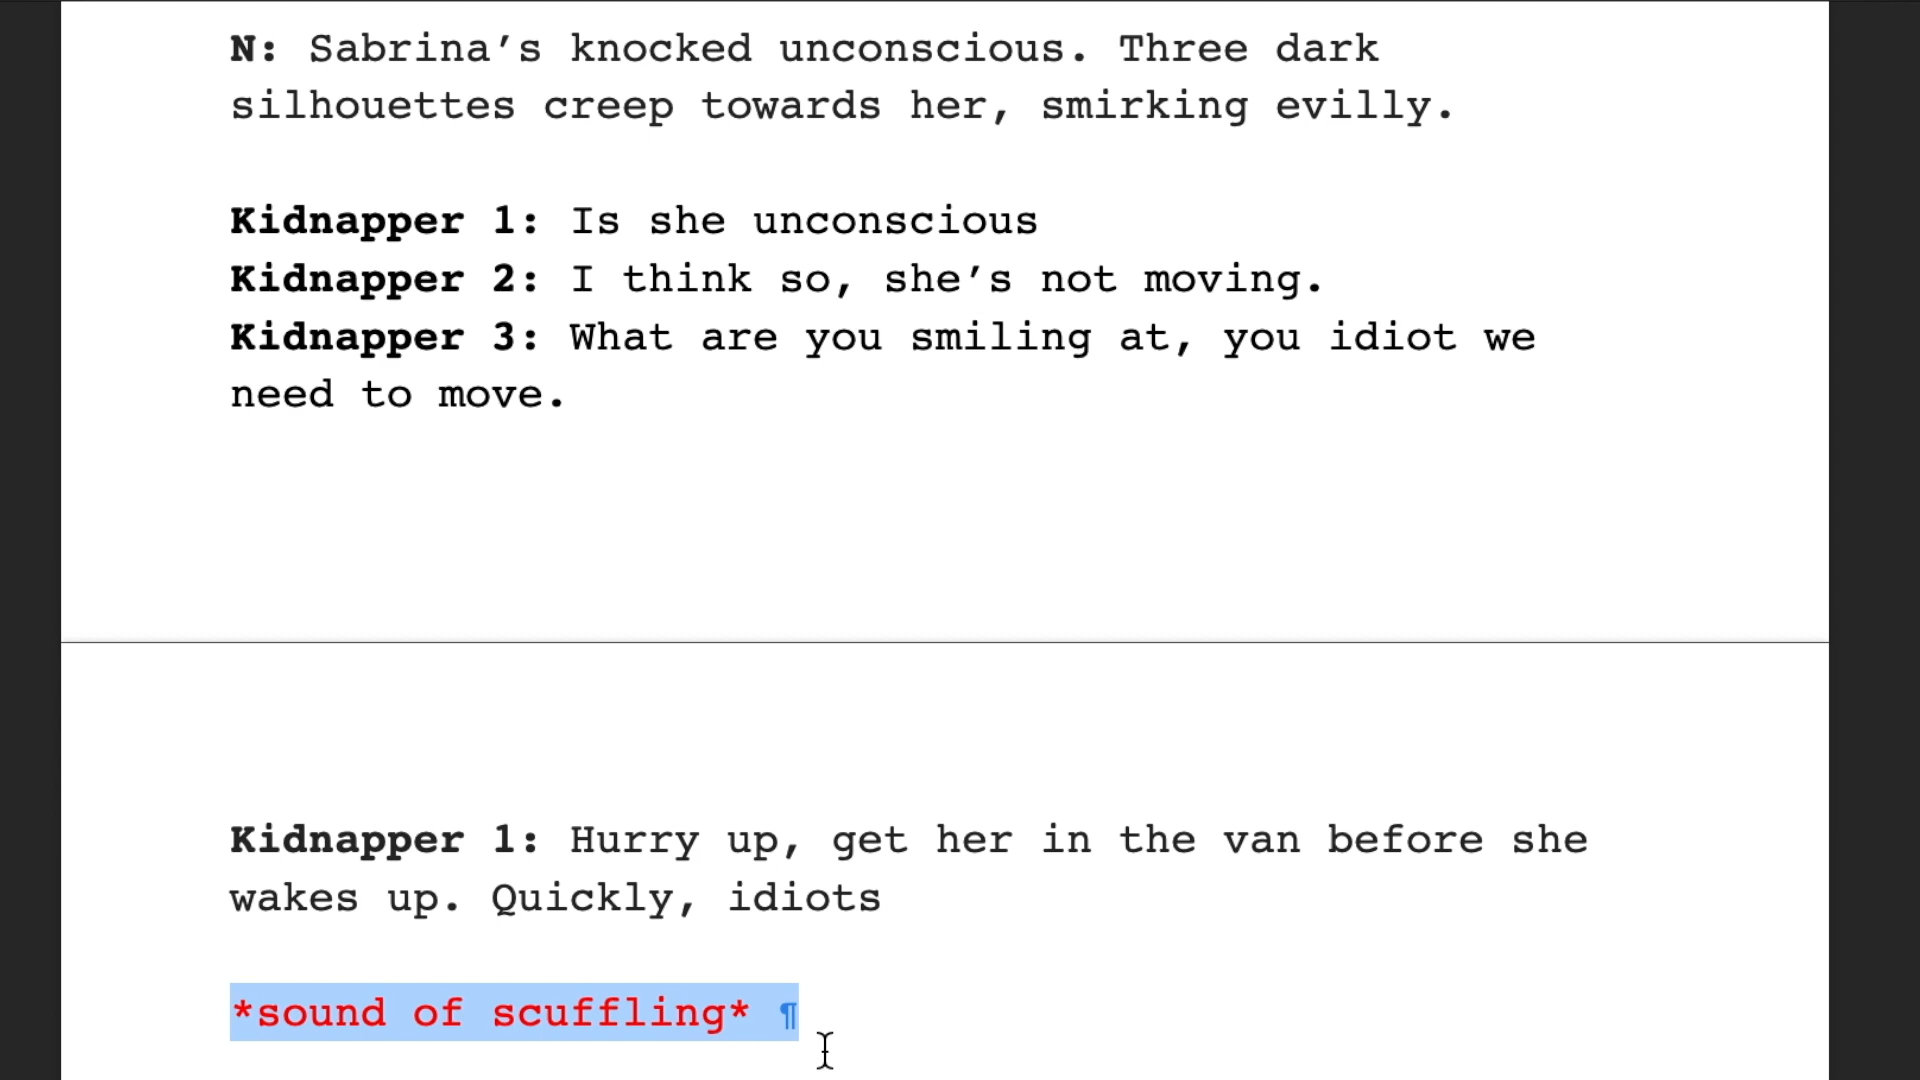 N: Sabrina’s knocked unconscious. Three dark
silhouettes creep towards her, smirking evilly.
Kidnapper 1: Is she unconscious
Kidnapper 2: I think so, she’s not moving.
Kidnapper 3: What are you smiling at, you idiot we
need to move.
Kidnapper 1: Hurry up, get her in the van before she
wakes up. Quickly, idiots
*sound of scuffling* ¶